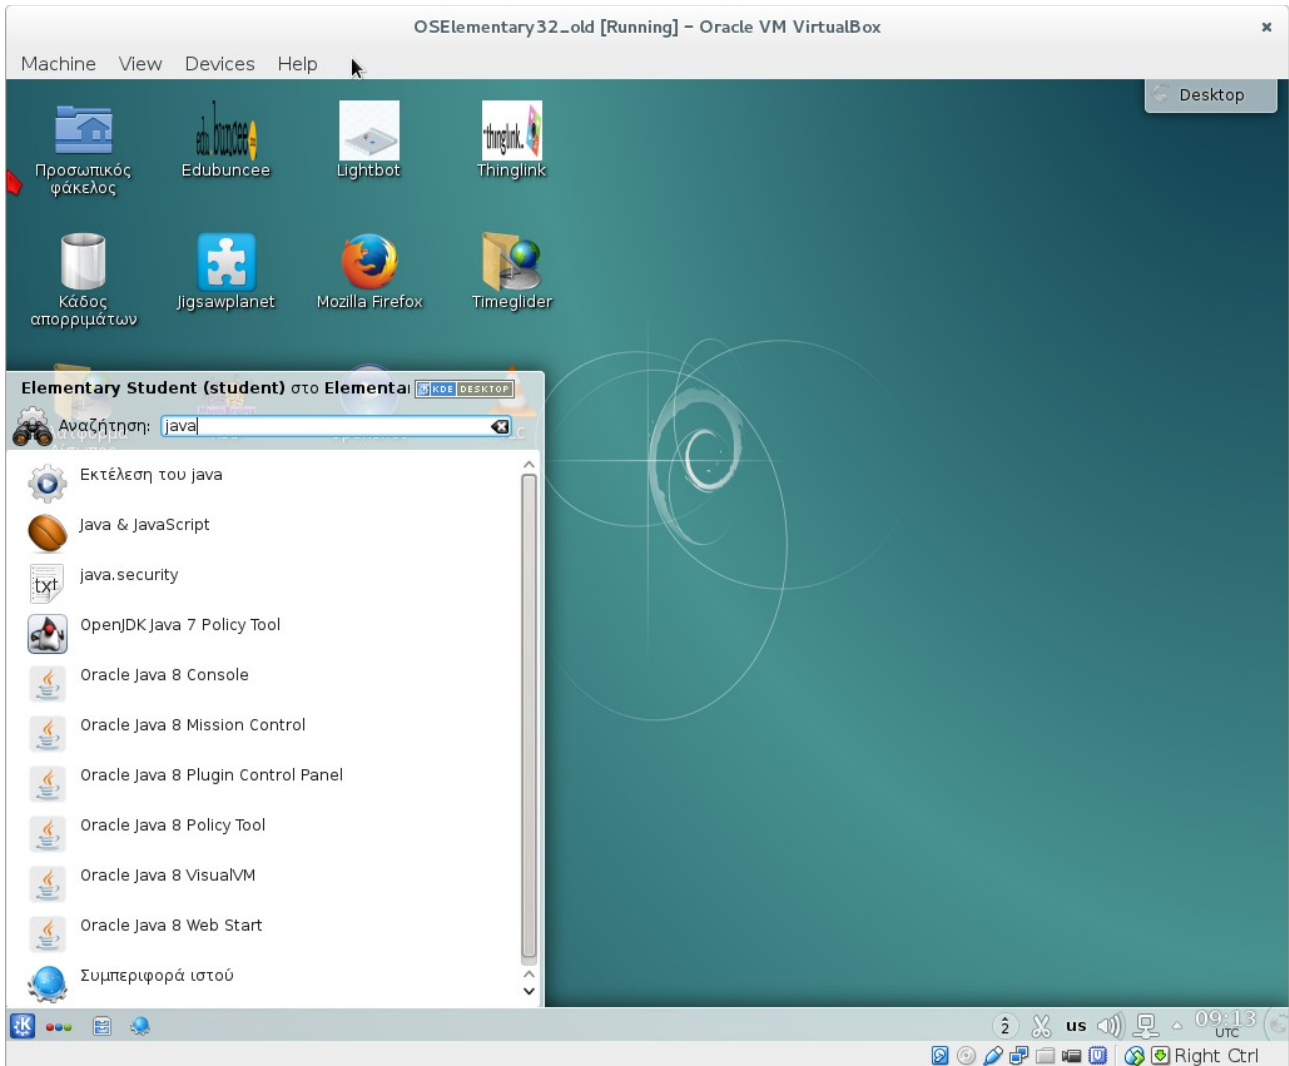 OSElementary32_old [Running] – Oracle VM VirtualBox
Machine View Devices Help
Desktop
Προσωπικός
φάκελος
edu buncee
Edubuncee
Lightbot
thinglink.
Thinglink
Κάδος
απορριμάτων
Jigsawplanet
Mozilla Firefox
Timeglider
Elementary Student (student) στο Elementa
KDE DESKTOP
Αναζήτηση: java
Εκτέλεση του java
Java & JavaScript
txt
java.security
OpenJDK Java 7 Policy Tool
Oracle Java 8 Console
Oracle Java 8 Mission Control
Oracle Java 8 Plugin Control Panel
Oracle Java 8 Policy Tool
Oracle Java 8 VisualVM
Oracle Java 8 Web Start
Συμπεριφορά ιστού
2 us 09:13
UTC
Right Ctrl